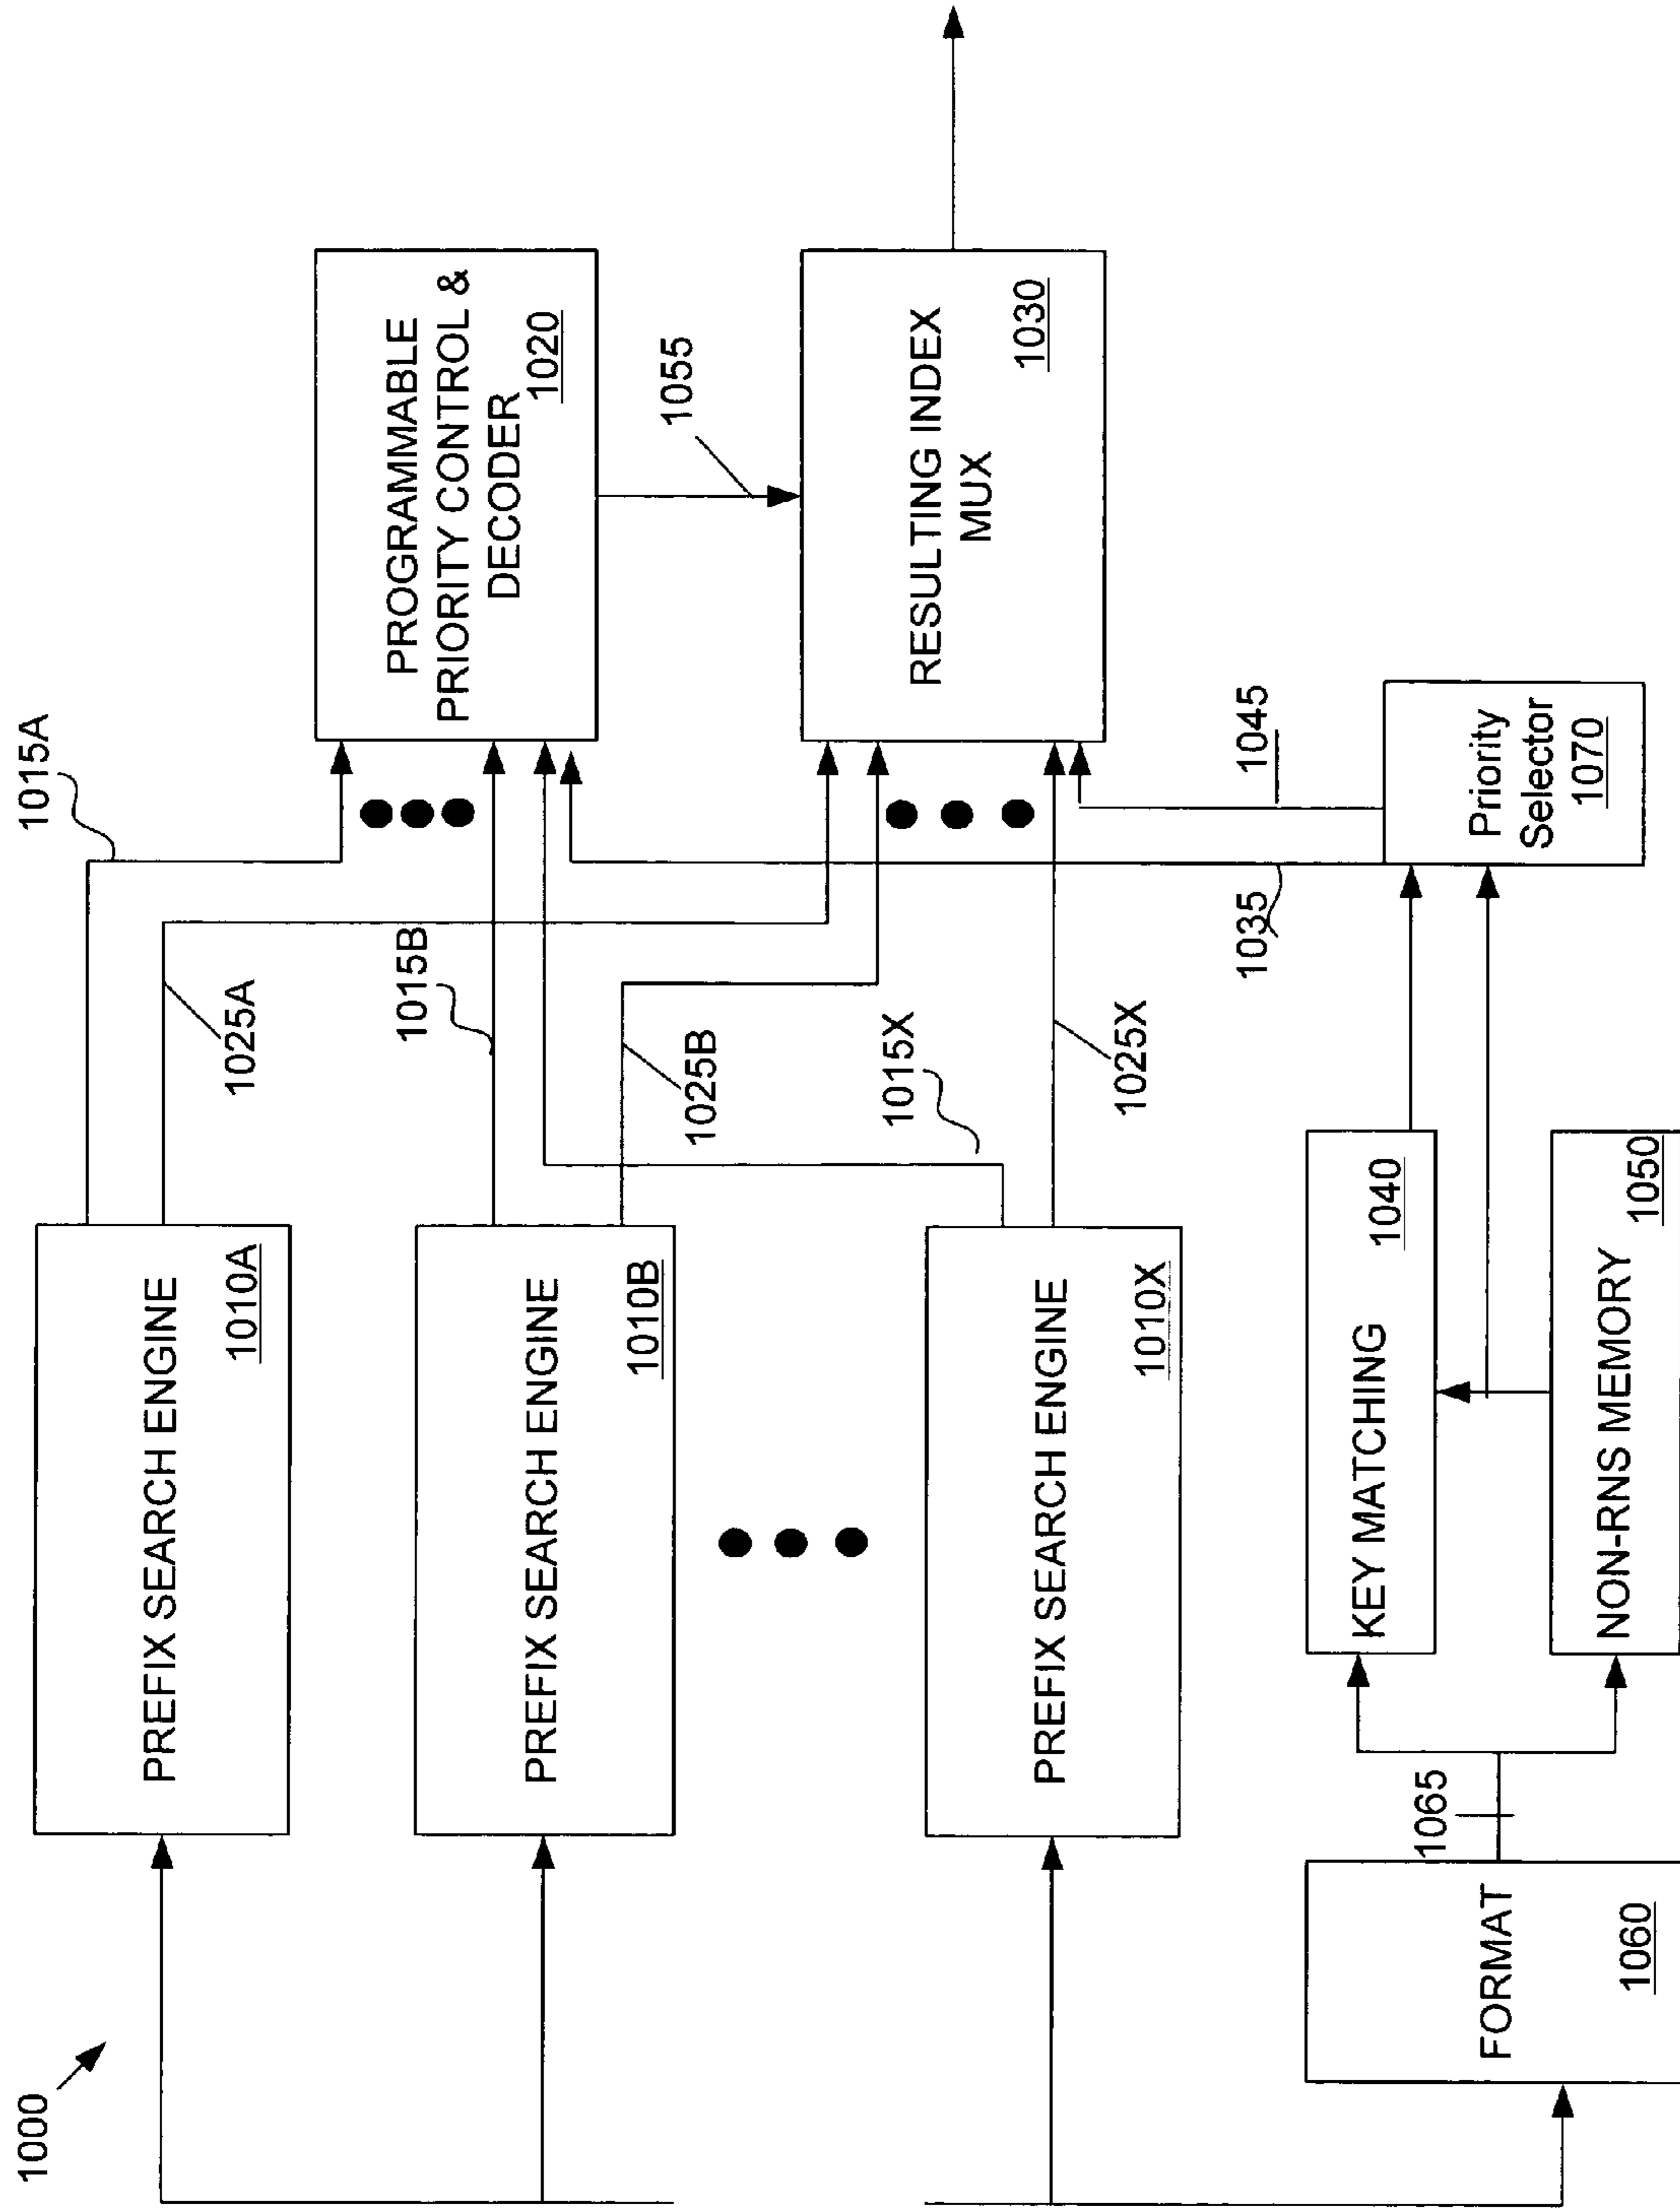 1000
PREFIX SEARCH ENGINE
1010A
1015A
1025A
PREFIX SEARCH ENGINE
1010B
1015B
1025B
PREFIX SEARCH ENGINE
1010X
1015X
1025X
PROGRAMMABLE
PRIORITY CONTROL &
DECODER
1020
1055
RESULTING INDEX
MUX
1030
FORMAT
1060
1065
KEY MATCHING
1040
NON-RNS MEMORY
1050
1035
1045
Priority
Selector
1070